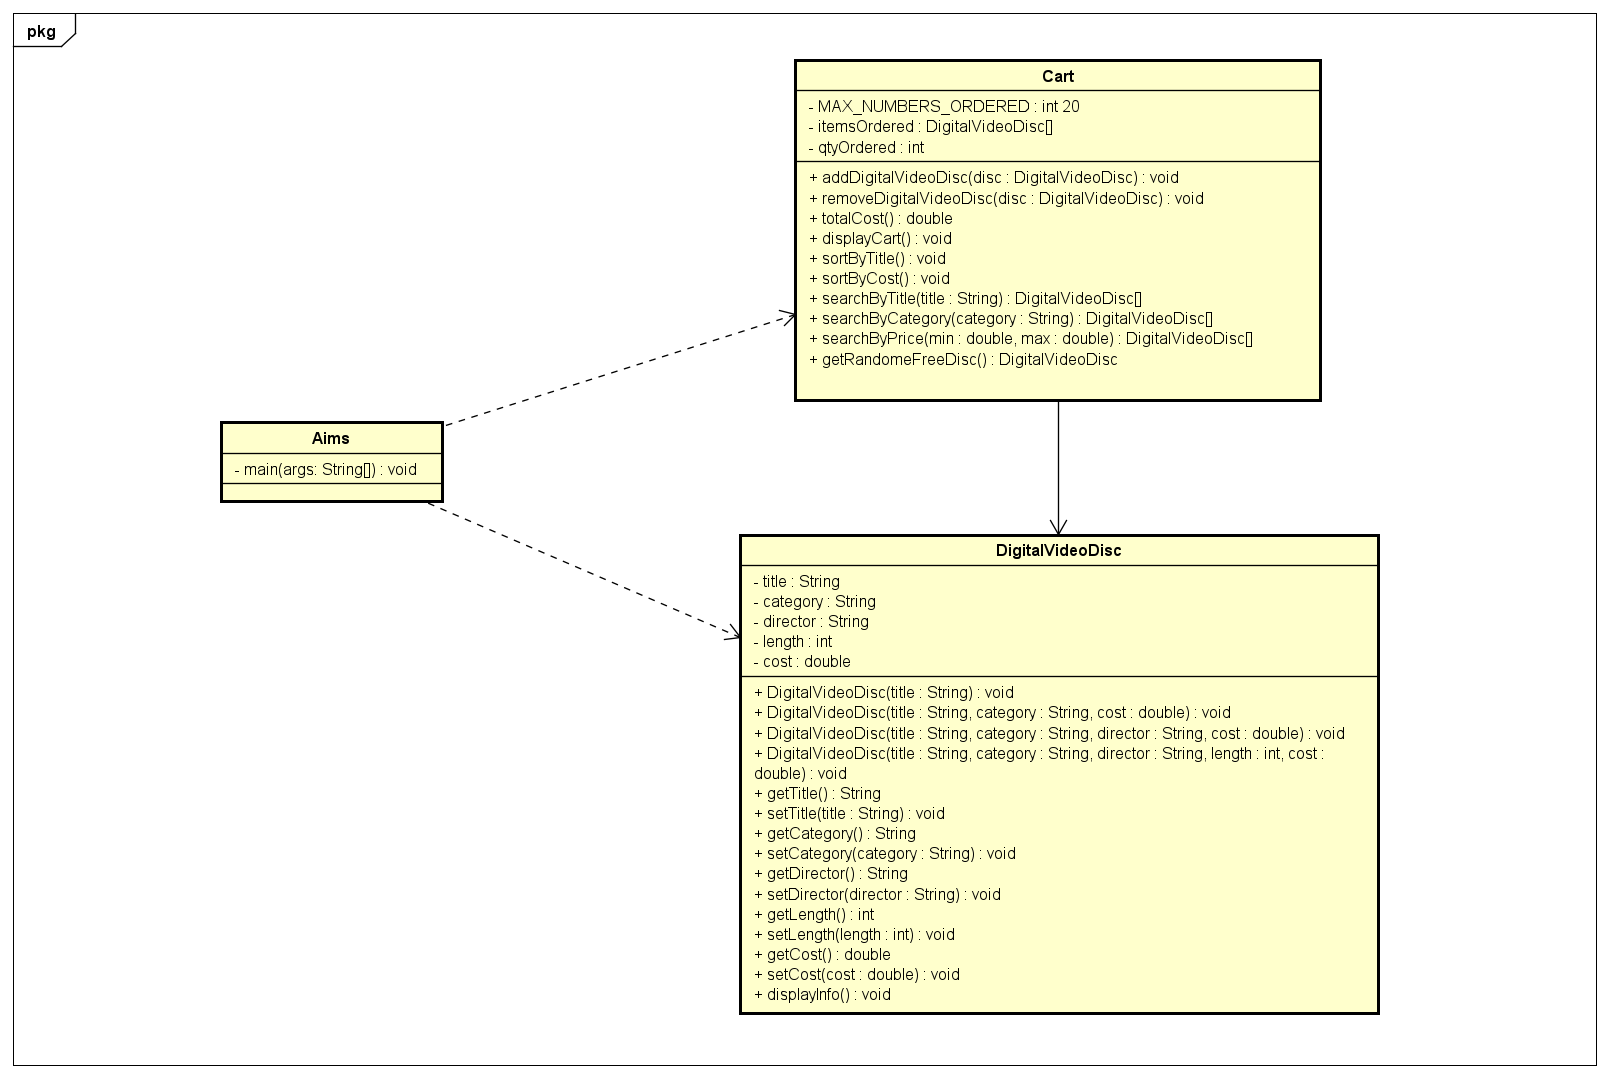 pkg
Cart
- MAX_NUMBERS_ORDERED : int 20
- itemsOrdered : DigitalVideoDisc[]
- qtyOrdered : int
+ addDigitalVideoDisc(disc : DigitalVideoDisc) : void
+ removeDigitalVideoDisc(disc : DigitalVideoDisc) : void
+ totalCost() : double
+ displayCart() : void
+ sortByTitle() : void
+ sortByCost() : void
+ searchByTitle(title : String) : DigitalVideoDisc[]
+ searchByCategory(category : String) : DigitalVideoDisc[]
+ searchByPrice(min : double, max : double) : DigitalVideoDisc[]
+ getRandomeFreeDisc() : DigitalVideoDisc
Aims
- main(args: String[]) : void
DigitalVideoDisc
- title : String
- category : String
- director : String
- length : int
- cost : double
+ DigitalVideoDisc(title : String) : void
+ DigitalVideoDisc(title : String, category : String, cost : double) : void
+ DigitalVideoDisc(title : String, category : String, director : String, cost : double) : void
+ DigitalVideoDisc(title : String, category : String, director : String, length : int, cost :
double) : void
+ getTitle() : String
+ setTitle(title : String) : void
+ getCategory() : String
+ setCategory(category : String) : void
+ getDirector() : String
+ setDirector(director : String) : void
+ getLength() : int
+ setLength(length : int) : void
+ getCost() : double
+ setCost(cost : double) : void
+ displayInfo() : void